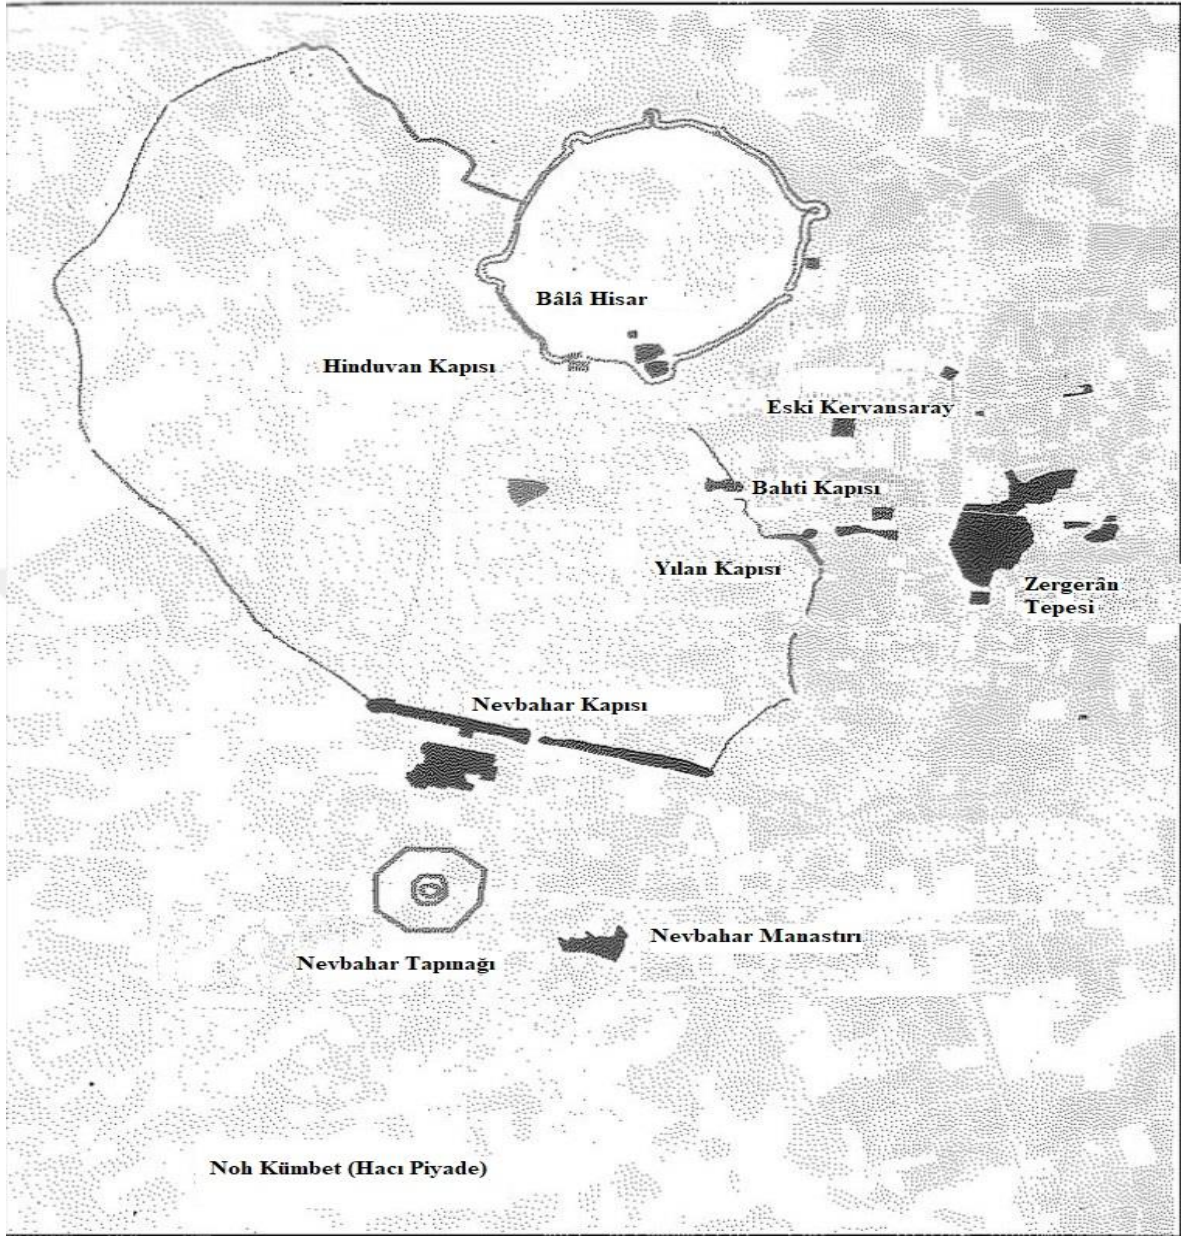 Bâlâ Hisar
Hinduvan Kapısı
Eski Kervansaray
Bahti Kapısı
Yılan Kapısı
Zergerân
Tepesi
Nevbahar Kapısı
Nevbahar Manastırı
Nevbahar Tapınağı
Noh Kümbet (Hacı Piyade)